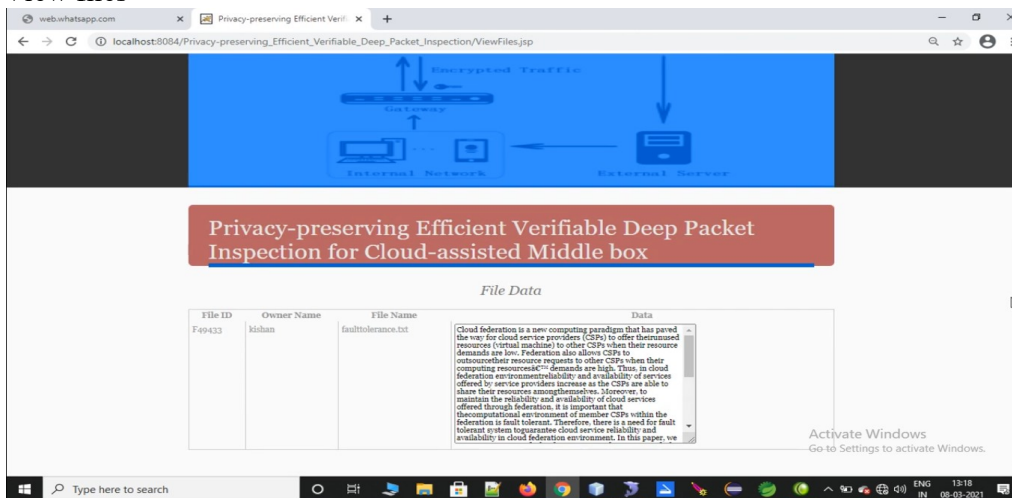 web.whatsapp.com
Privacy-preserving Efficient Verifi
localhost:8084/Privacy-preserving_Efficient_Verifiable_Deep_Packet_Inspection/ViewFiles.jsp
Encrypted Traffic
Gateway
Internal Network
External Server
Privacy-preserving Efficient Verifiable Deep Packet
Inspection for Cloud-assisted Middle box
File Data
File ID Owner Name File Name Data
F49433 kishan faulttolerance.txt
Cloud federation is a new computing paradigm that has paved
the way for cloud service providers (CSPs) to offer theirunused
resources (virtual machine) to other CSPs when their resource
demands are low. Federation also allows CSPs to
outsourcetheir resource requests to other CSPs when their
computing resourcesâ€™ demands are high. Thus, in cloud
federation environmentreliability and availability of services
offered by service providers increase as the CSPs are able to
share their resources amongthemselves. Moreover, to
maintain the reliability and availability of cloud services
offered through federation, it is important that
thecomputational environment of member CSPs within the
federation is fault tolerant. Therefore, there is a need for fault
tolerant system toguarantee cloud service reliability and
availability in cloud federation environment. In this paper, we
Activate Windows
Go to Settings to activate Windows.
Type here to search
ENG 13:18
IN 08-03-2021